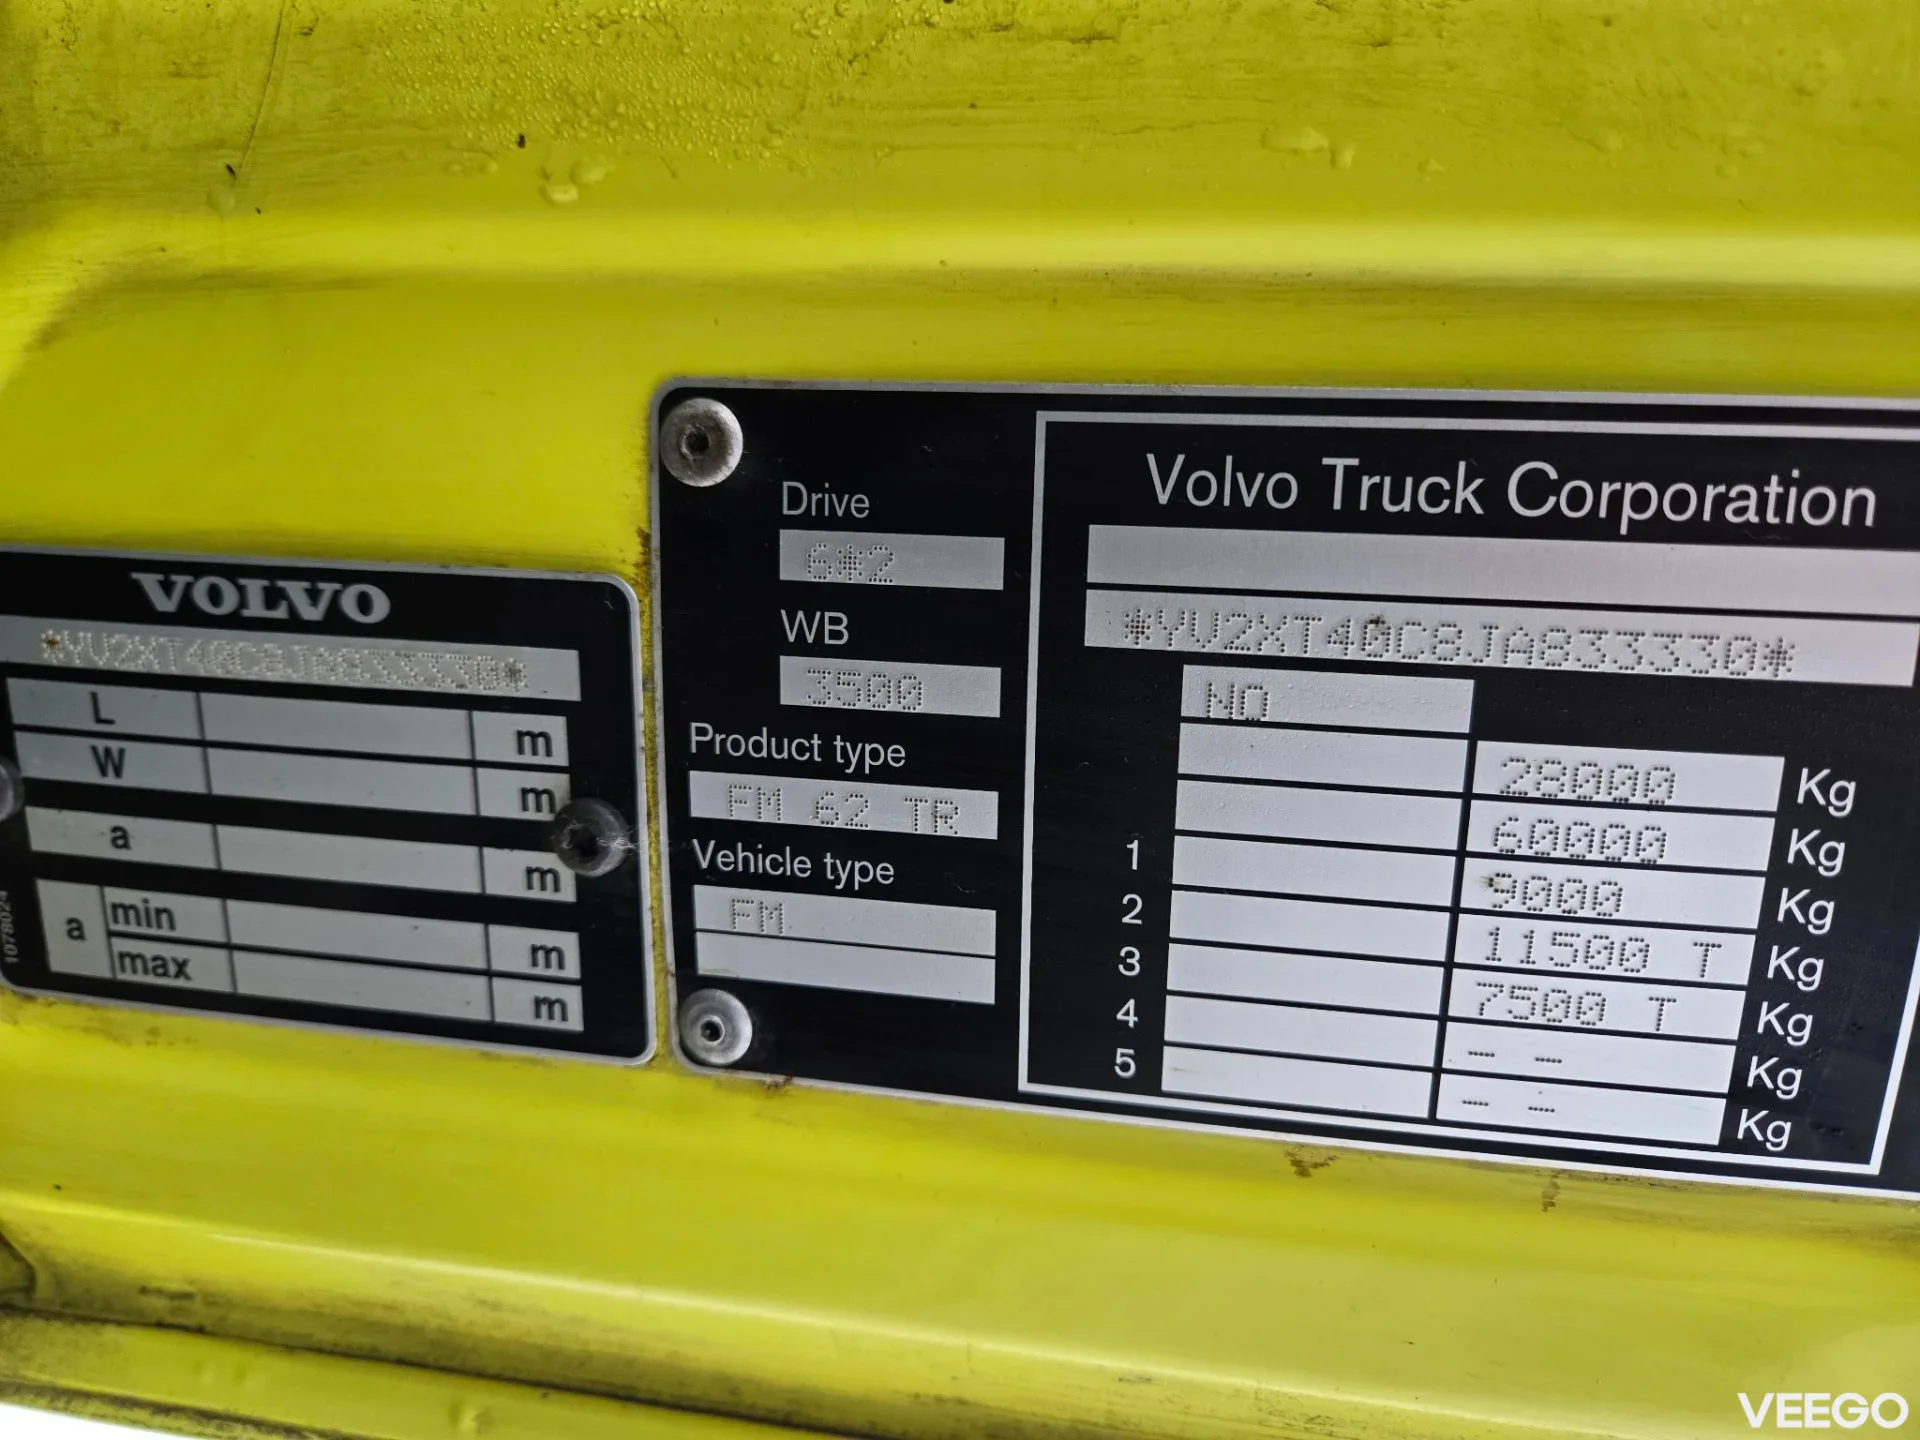 VOLVO
*YV2XT40C8JA833330*
L m
W m
a m
a min m
max m
1078024
Drive
6*2
WB
3500
Product type
FM 62 TR
Vehicle type
FM
Volvo Truck Corporation
*YV2XT40C8JA833330*
NO
28000 Kg
60000 Kg
1 9000 Kg
2 11500 T Kg
3 7500 T Kg
4 - - Kg
5 - - Kg
VEEGO